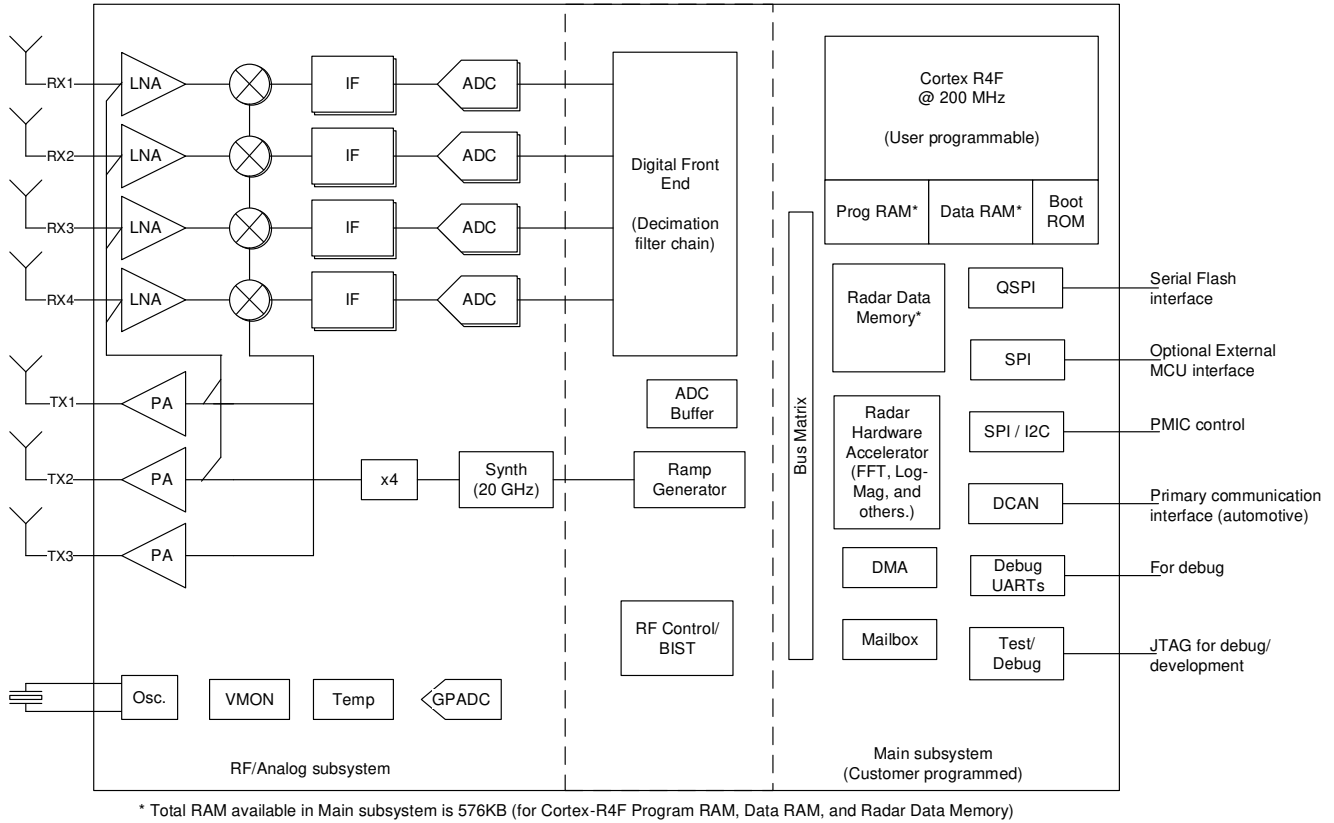 RX1
LNA
IF
ADC
RX2
LNA
IF
ADC
RX3
LNA
IF
ADC
RX4
LNA
IF
ADC
TX1
PA
TX2
PA
TX3
PA
x4
Synth
(20 GHz)
Osc.
VMON
Temp
GPADC
RF/Analog subsystem
Digital Front
End
(Decimation
filter chain)
ADC
Buffer
Ramp
Generator
RF Control/
BIST
Bus Matrix
Cortex R4F
@ 200 MHz
(User programmable)
Prog RAM*
Data RAM*
Boot
ROM
Radar Data
Memory*
Radar
Hardware
Accelerator
(FFT, Log-
Mag, and
others.)
DMA
Mailbox
QSPI
Serial Flash
interface
SPI
Optional External
MCU interface
SPI / I2C
PMIC control
DCAN
Primary communication
interface (automotive)
Debug
UARTs
For debug
Test/
Debug
JTAG for debug/
development
Main subsystem
(Customer programmed)
* Total RAM available in Main subsystem is 576KB (for Cortex-R4F Program RAM, Data RAM, and Radar Data Memory)